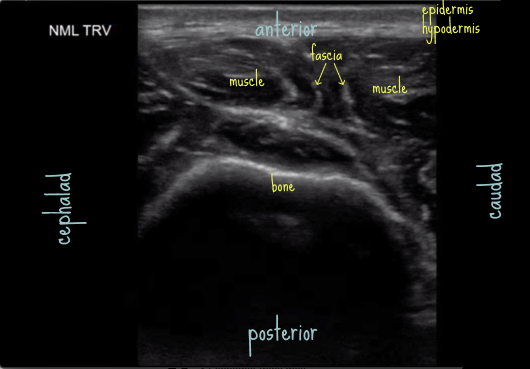 epidermis
NML TRV
anterior
hypodermis
fascia
muscle
muscle
bone
cephalad
caudad
posterior